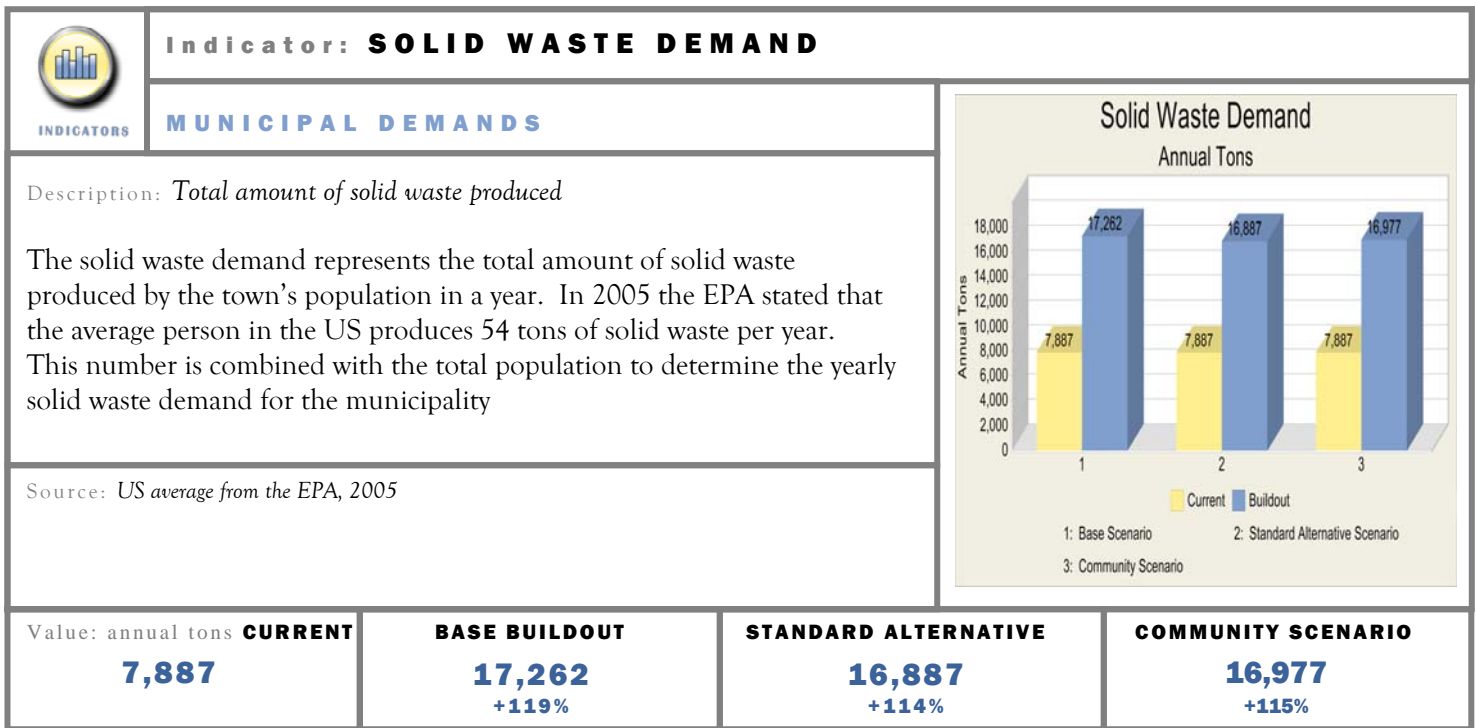 INDICATORS
Indicator: SOLID WASTE DEMAND
MUNICIPAL DEMANDS
Description: Total amount of solid waste produced
The solid waste demand represents the total amount of solid waste
produced by the town's population in a year. In 2005 the EPA stated that
the average person in the US produces 54 tons of solid waste per year.
This number is combined with the total population to determine the yearly
solid waste demand for the municipality
Source: US average from the EPA, 2005
Solid Waste Demand
Annual Tons
Annual Tons
18,000
16,000
14,000
12,000
10,000
8,000
6,000
4,000
2,000
0
7,887
17,262
7,887
16,887
7,887
16,977
1
2
3
Current Buildout
1: Base Scenario 2: Standard Alternative Scenario
3: Community Scenario
Value: annual tons CURRENT
7,887
BASE BUILDOUT
17,262
+119%
STANDARD ALTERNATIVE
16,887
+114%
COMMUNITY SCENARIO
16,977
+115%